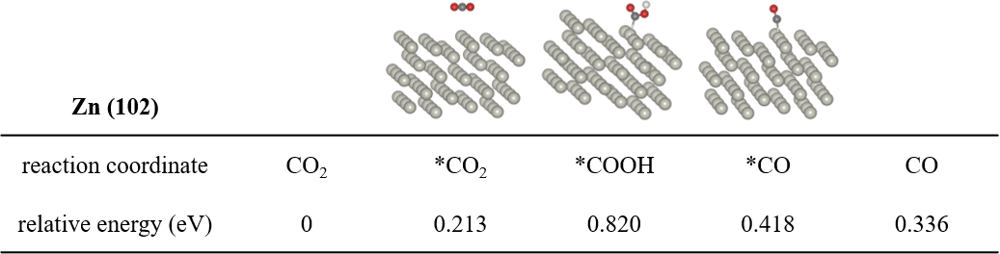 Zn (102)
reaction coordinate CO₂ *CO₂ *COOH *CO CO
relative energy (eV) 0 0.213 0.820 0.418 0.336